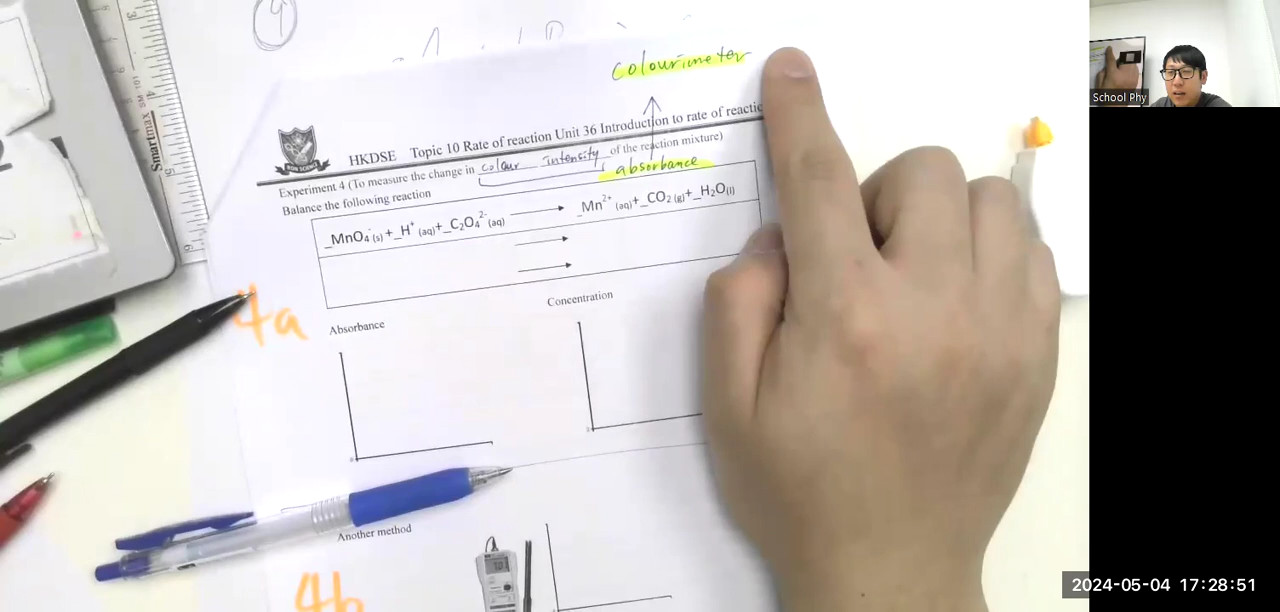 4
colourimeter
HKDSE Topic 10 Rate of reaction Unit 36 Introduction to rate of reactio
Experiment 4 (To measure the change in colour intensity of the reaction mixture)
absorbance
Balance the following reaction
_MnO₄⁻(s)+_H⁺(aq)+_C₂O₄²⁻(aq) → _Mn²⁺(aq)+_CO₂(g)+_H₂O(l)
→
→
4a
Absorbance
Concentration
Another method
4b
Smartmax
School Phy
2024-05-04 17:28:51